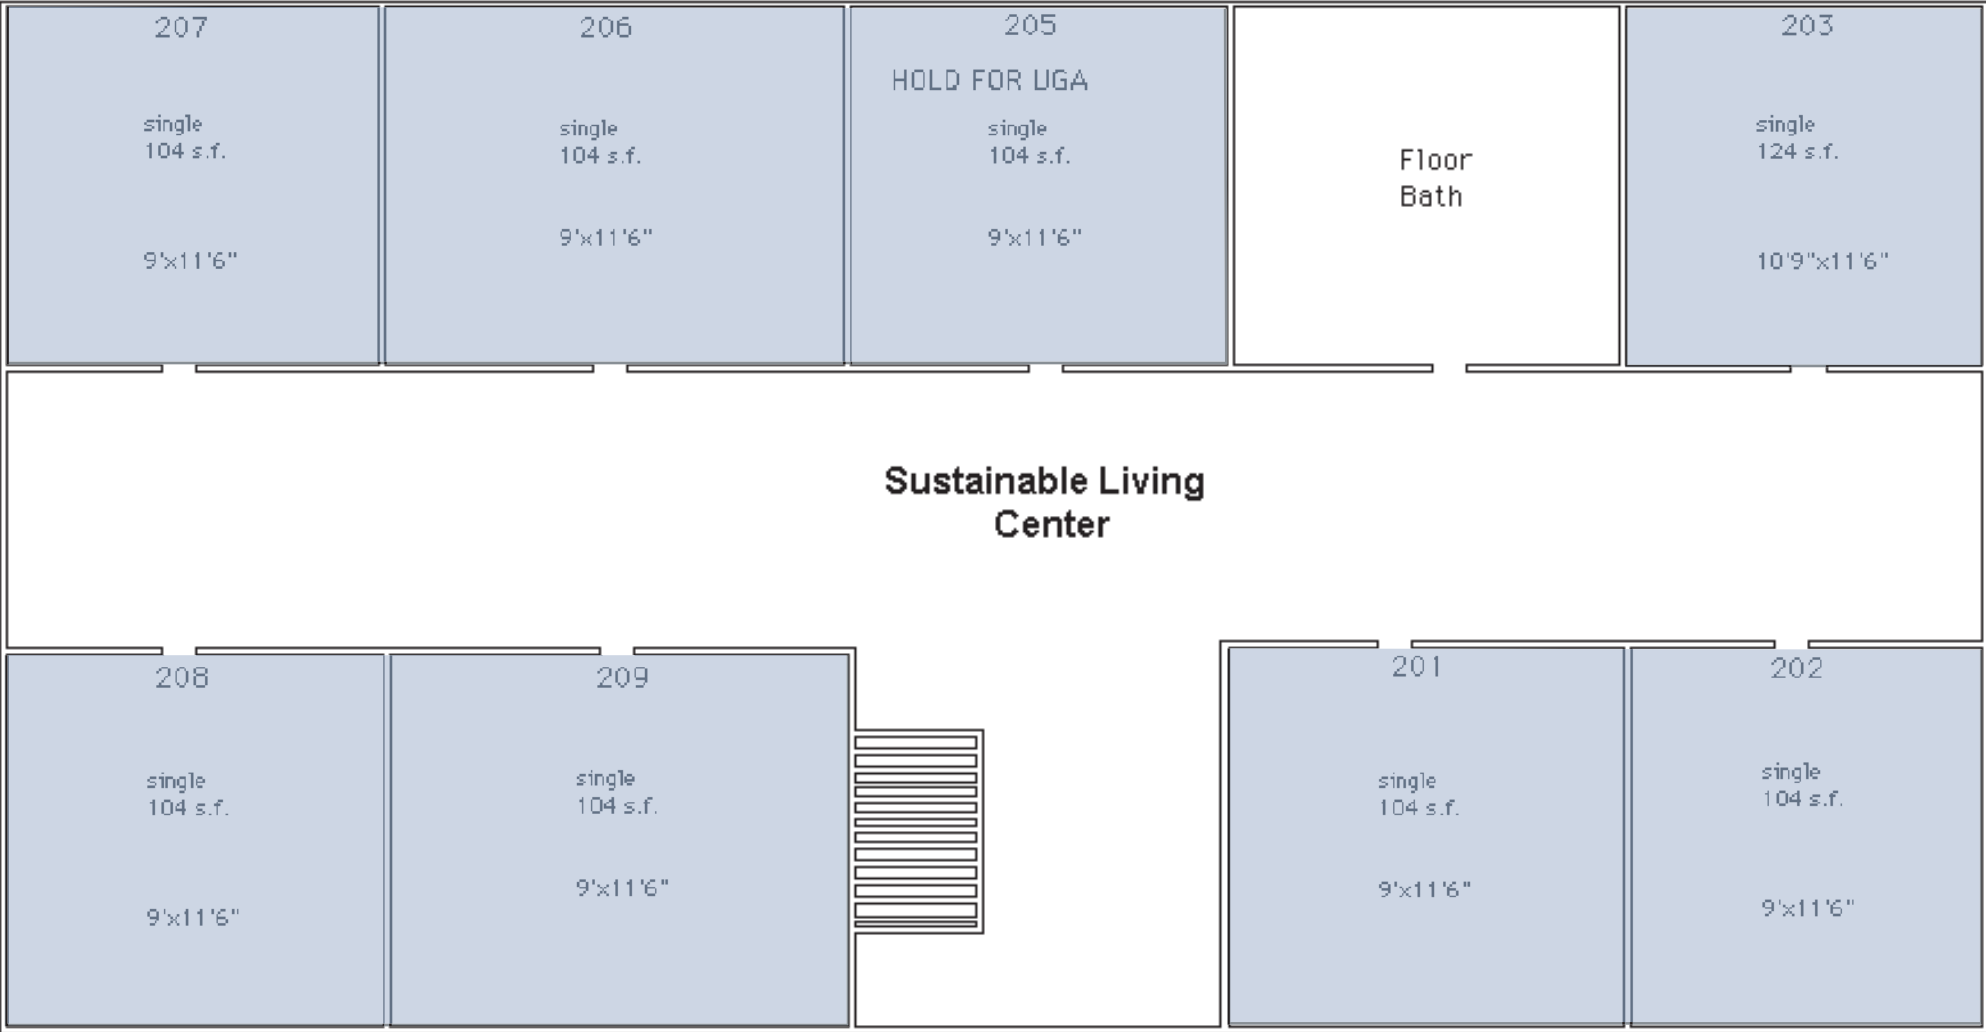 207
single
104 s.f.
9'x11'6"
206
single
104 s.f.
9'x11'6"
205
HOLD FOR UGA
single
104 s.f.
9'x11'6"
Floor
Bath
203
single
124 s.f.
10'9"x11'6"
Sustainable Living
Center
208
single
104 s.f.
9'x11'6"
209
single
104 s.f.
9'x11'6"
201
single
104 s.f.
9'x11'6"
202
single
104 s.f.
9'x11'6"